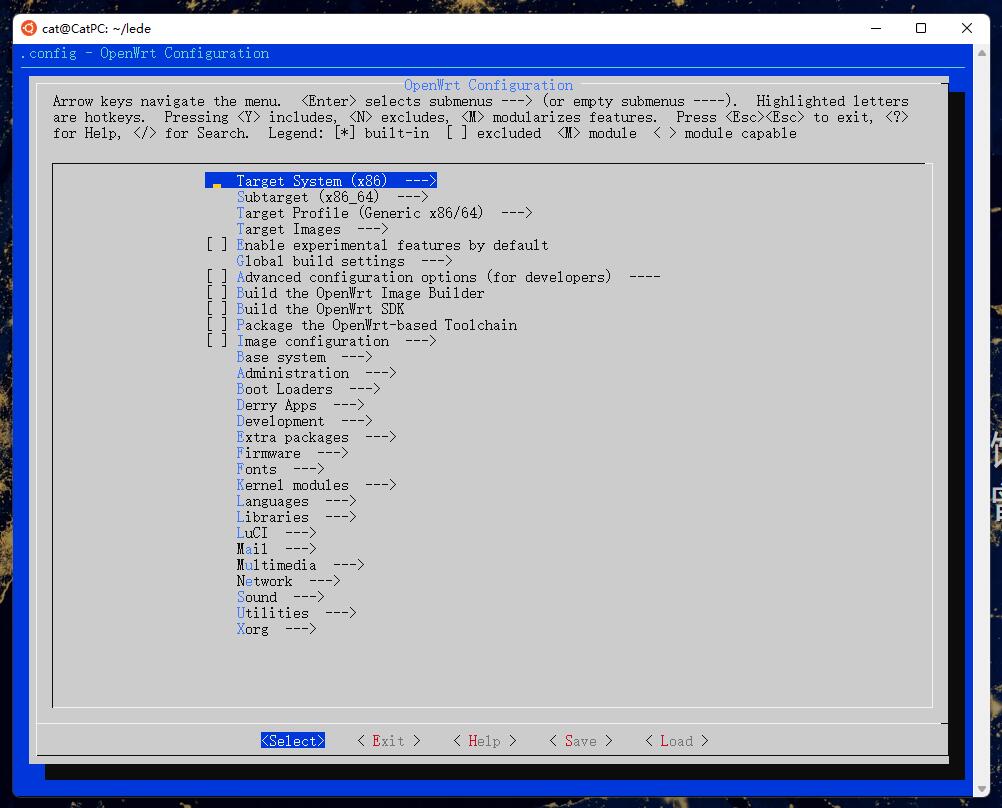 cat@CatPC: ~/lede
.config - OpenWrt Configuration
OpenWrt Configuration
Arrow keys navigate the menu.  <Enter> selects submenus ---> (or empty submenus ----).  Highlighted letters
are hotkeys.  Pressing <Y> includes, <N> excludes, <M> modularizes features.  Press <Esc><Esc> to exit, <?>
for Help, </> for Search.  Legend: [*] built-in  [ ] excluded  <M> module  < > module capable
Target System (x86)  --->
Subtarget (x86_64)  --->
Target Profile (Generic x86/64)  --->
Target Images  --->
[ ] Enable experimental features by default
Global build settings  --->
[ ] Advanced configuration options (for developers)  ----
[ ] Build the OpenWrt Image Builder
[ ] Build the OpenWrt SDK
[ ] Package the OpenWrt-based Toolchain
[ ] Image configuration  --->
Base system  --->
Administration  --->
Boot Loaders  --->
Derry Apps  --->
Development  --->
Extra packages  --->
Firmware  --->
Fonts  --->
Kernel modules  --->
Languages  --->
Libraries  --->
LuCI  --->
Mail  --->
Multimedia  --->
Network  --->
Sound  --->
Utilities  --->
Xorg  --->
<Select>    < Exit >    < Help >    < Save >    < Load >